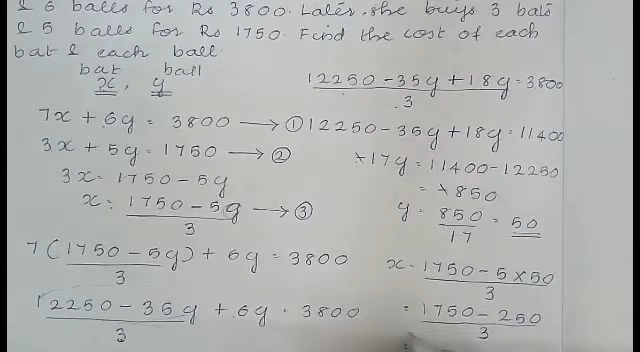 & 6 balls for Rs 3800. Later, she buys 3 bats
& 5 balls for Rs 1750. Find the cost of each
bat & each ball.
bat ball
x , y
7x + 6y = 3800 → ①
3x + 5y = 1750 → ②
3x = 1750 - 5y
x = 1750 - 5y → ③
3
7 (1750 - 5y) + 6y = 3800
3
12250 - 35y + 6y = 3800
3
12250 - 35y + 18y = 3800
3
12250 - 35y + 18y = 11400
+17y = 11400 - 12250
= +850
y = 850 = 50
17
x = 1750 - 5 × 50
3
= 1750 - 250
3
=